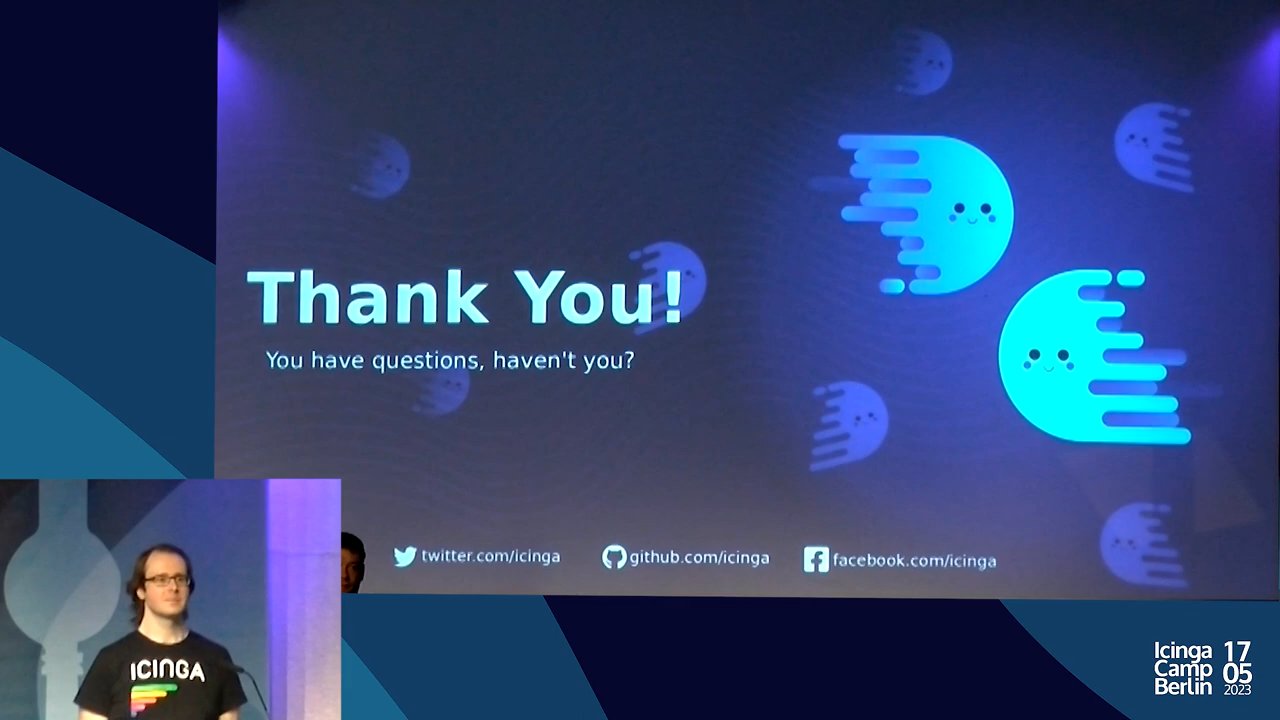 Thank You!
You have questions, haven't you?
twitter.com/icinga
github.com/icinga
facebook.com/icinga
ICINGA
Icinga
Camp
Berlin
17
05
2023